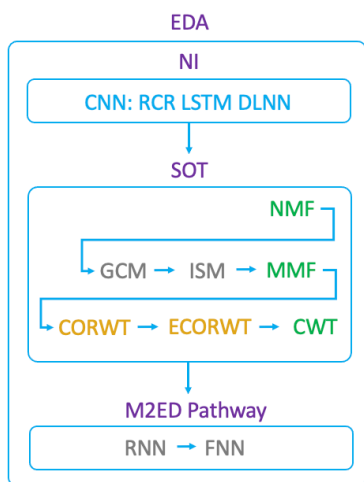 EDA
NI
CNN: RCR LSTM DLNN
SOT
NMF
GCM ISM MMF
CORWT ECORWT CWT
M2ED Pathway
RNN FNN